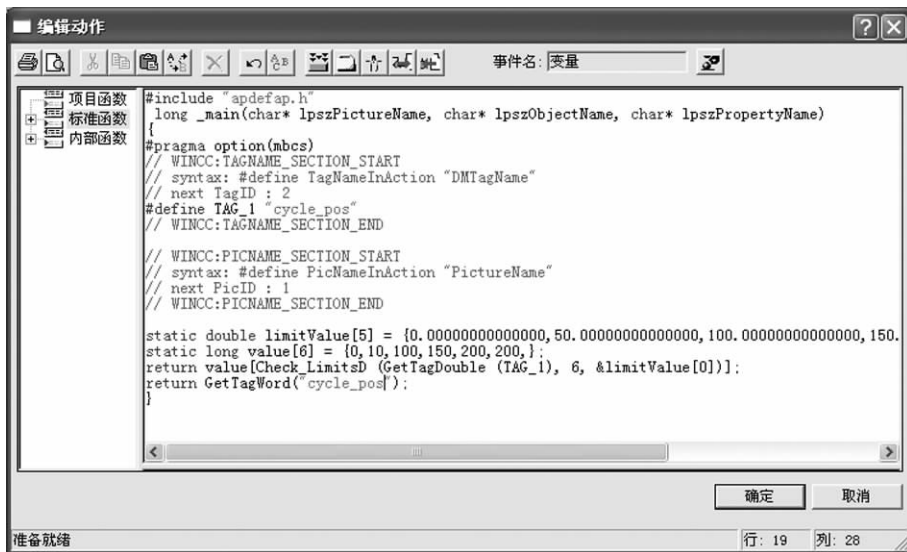 编辑动作
事件名: 变量
项目函数
标准函数
内部函数
#include "apdefap.h"
long _main(char* lpszPictureName, char* lpszObjectName, char* lpszPropertyName)
{
#pragma option(mbcs)
// WINCC:TAGNAME_SECTION_START
// syntax: #define TagNameInAction "DMTagName"
// next TagID : 2
#define TAG_1 "cycle_pos"
// WINCC:TAGNAME_SECTION_END
// WINCC:PICNAME_SECTION_START
// syntax: #define PicNameInAction "PictureName"
// next PicID : 1
// WINCC:PICNAME_SECTION_END
static double limitValue[5] = {0.00000000000000,50.00000000000000,100.00000000000000,150.
static long value[6] = {0,10,100,150,200,200,};
return value[Check_LimitsD (GetTagDouble (TAG_1), 6, &limitValue[0])];
return GetTagWord("cycle_pos");
}
确定 取消
准备就绪 行: 19 列: 28